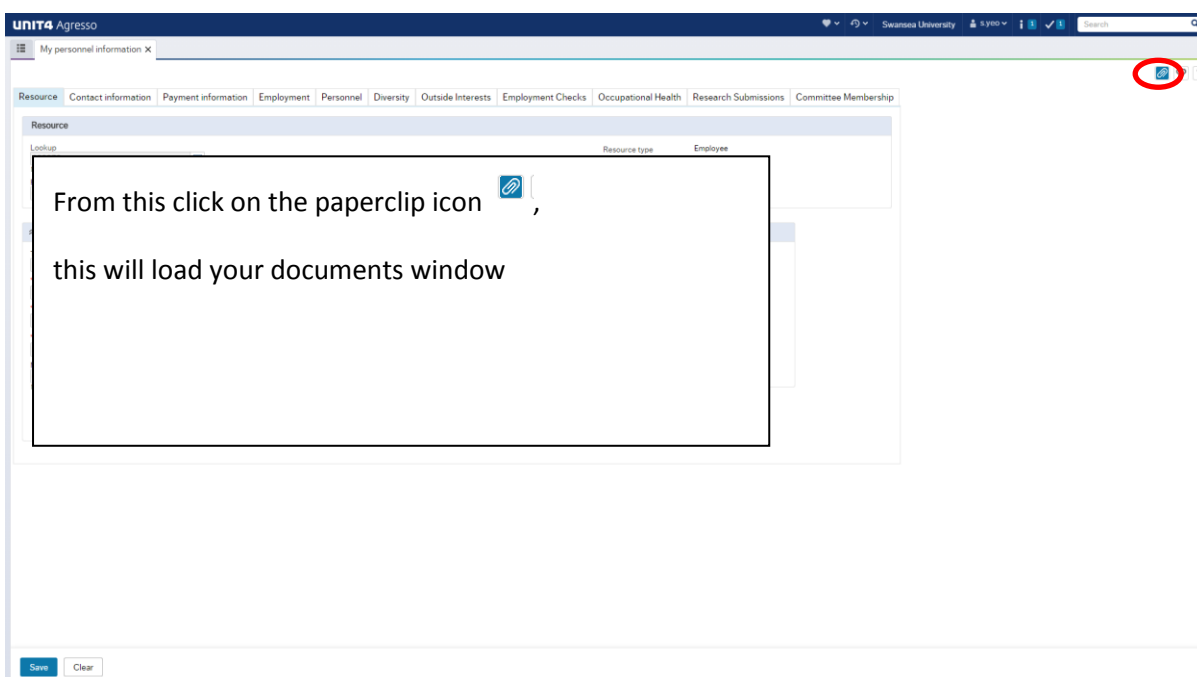 UNIT4 Agresso
Swansea University s.yeo 1 1 Search
My personnel information X
Resource Contact information Payment information Employment Personnel Diversity Outside Interests Employment Checks Occupational Health Research Submissions Committee Membership
Resource
Lookup
Resource type Employee
From this click on the paperclip icon ,
this will load your documents window
Save Clear